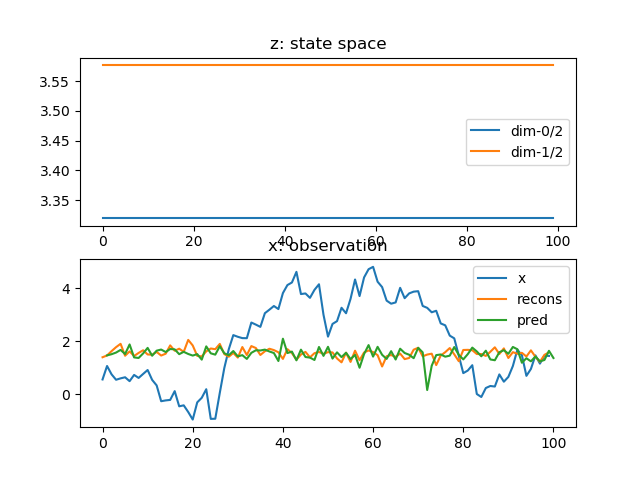 z: state space
3.55
3.50
3.45
3.40
3.35
dim-0/2
dim-1/2
0 20 40 60 80 100
x: observation
4
2
0
x
recons
pred
0 20 40 60 80 100